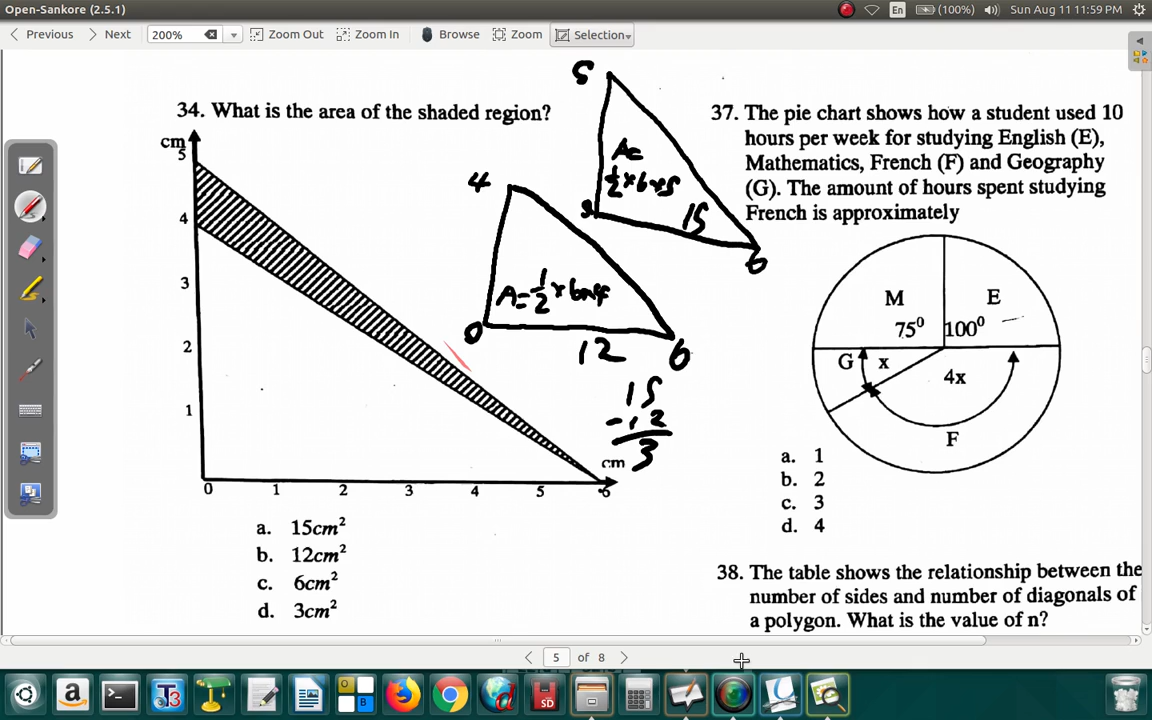 Open-Sankore (2.5.1)
En (100%) Sun Aug 11 11:59 PM
Previous Next 200% Zoom Out Zoom In Browse Zoom Selection
34. What is the area of the shaded region?
cm
5
4
3
2
1
0 1 2 3 4 5 6
cm
a. 15cm²
b. 12cm²
c. 6cm²
d. 3cm²
5
A=
1/2 × 6 × 5
15
6
4
A = 1/2 × 6 × 4
0
12
6
15
-12
3
37. The pie chart shows how a student used 10
hours per week for studying English (E),
Mathematics, French (F) and Geography
(G). The amount of hours spent studying
French is approximately
M E
75⁰ 100⁰
G x
4x
F
a. 1
b. 2
c. 3
d. 4
38. The table shows the relationship between the
number of sides and number of diagonals of
a polygon. What is the value of n?
5 of 8
SD